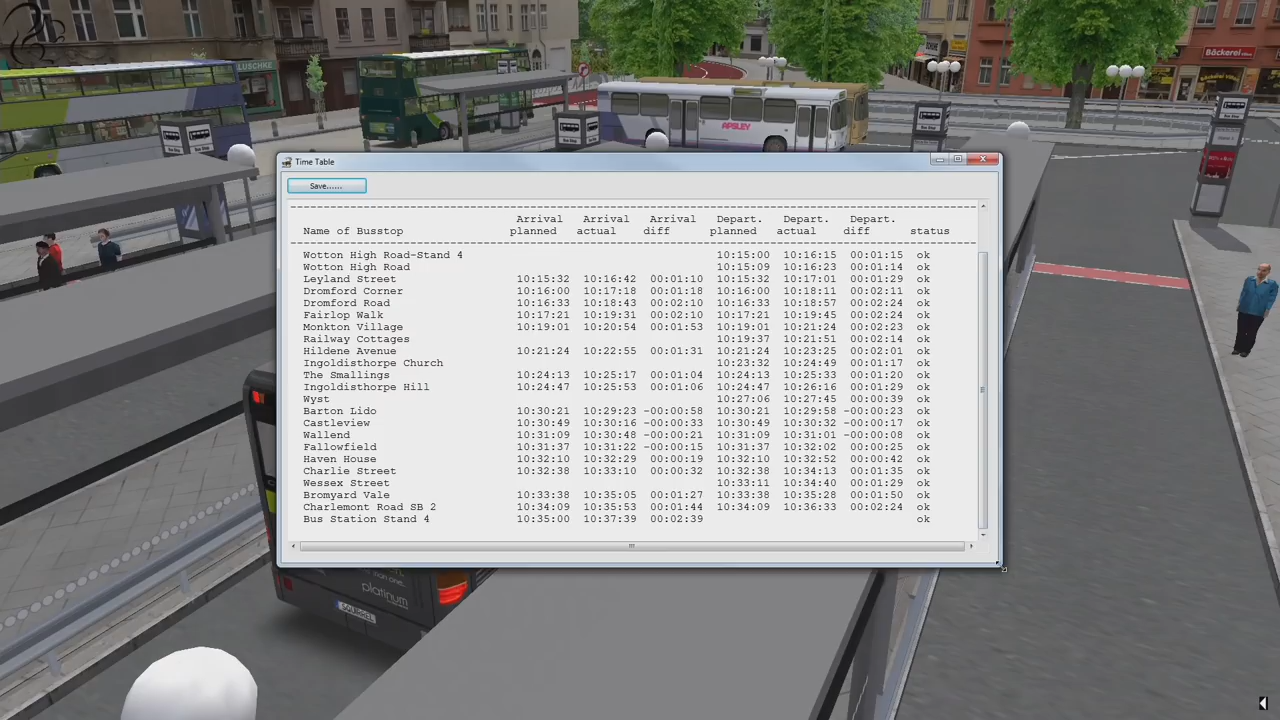 LUSCHKE
Bus Stop
Bus Stop
APSLEY
Bäckerei
Time Table
Save......
Arrival Arrival Arrival Depart. Depart. Depart.
Name of Busstop planned actual diff planned actual diff status
Wotton High Road-Stand 4 10:15:00 10:16:15 00:01:15 ok
Wotton High Road 10:15:09 10:16:23 00:01:14 ok
Leyland Street 10:15:32 10:16:42 00:01:10 10:15:32 10:17:01 00:01:29 ok
Dromford Corner 10:16:00 10:17:18 00:01:18 10:16:00 10:18:11 00:02:11 ok
Dromford Road 10:16:33 10:18:43 00:02:10 10:16:33 10:18:57 00:02:24 ok
Fairlop Walk 10:17:21 10:19:31 00:02:10 10:17:21 10:19:45 00:02:24 ok
Monkton Village 10:19:01 10:20:54 00:01:53 10:19:01 10:21:24 00:02:23 ok
Railway Cottages 10:19:37 10:21:51 00:02:14 ok
Hildene Avenue 10:21:24 10:22:55 00:01:31 10:21:24 10:23:25 00:02:01 ok
Ingoldisthorpe Church 10:23:32 10:24:49 00:01:17 ok
The Smallings 10:24:13 10:25:17 00:01:04 10:24:13 10:25:33 00:01:20 ok
Ingoldisthorpe Hill 10:24:47 10:25:53 00:01:06 10:24:47 10:26:16 00:01:29 ok
Wyst 10:27:06 10:27:45 00:00:39 ok
Barton Lido 10:30:21 10:29:23 -00:00:58 10:30:21 10:29:58 -00:00:23 ok
Castleview 10:30:49 10:30:16 -00:00:33 10:30:49 10:30:32 -00:00:17 ok
Wallend 10:31:09 10:30:48 -00:00:21 10:31:09 10:31:01 -00:00:08 ok
Fallowfield 10:31:37 10:31:22 -00:00:15 10:31:37 10:32:02 00:00:25 ok
Haven House 10:32:10 10:32:29 00:00:19 10:32:10 10:32:52 00:00:42 ok
Charlie Street 10:32:38 10:33:10 00:00:32 10:32:38 10:34:13 00:01:35 ok
Wessex Street 10:33:11 10:34:40 00:01:29 ok
Bromyard Vale 10:33:38 10:35:05 00:01:27 10:33:38 10:35:28 00:01:50 ok
Charlemont Road SB 2 10:34:09 10:35:53 00:01:44 10:34:09 10:36:33 00:02:24 ok
Bus Station Stand 4 10:35:00 10:37:39 00:02:39 ok
platinum